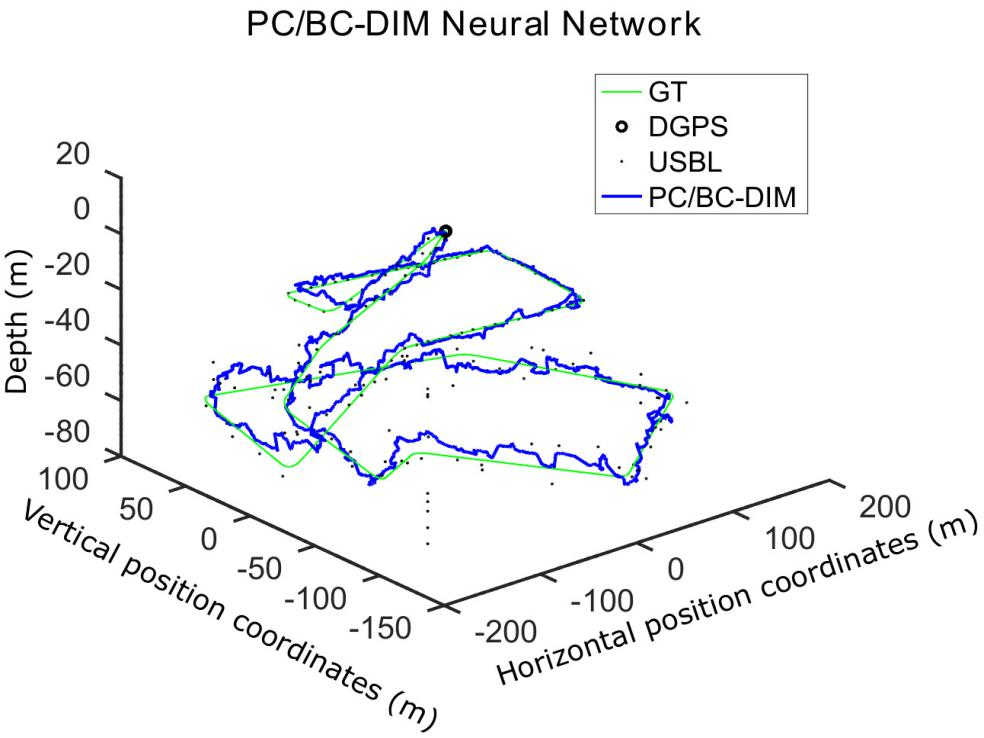 PC/BC-DIM Neural Network
GT
DGPS
USBL
PC/BC-DIM
20
0
-20
-40
-60
-80
Depth (m)
100
50
0
-50
-100
-150
Vertical position coordinates (m)
-200
-100
0
100
200
Horizontal position coordinates (m)